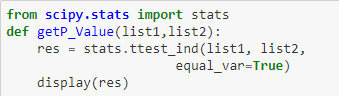 from scipy.stats import stats
def getP_Value(list1,list2):
    res = stats.ttest_ind(list1, list2,
                          equal_var=True)
    display(res)